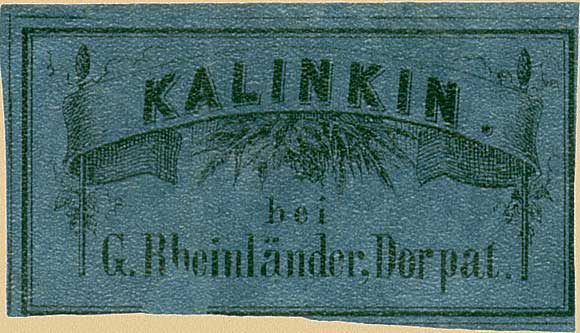 KALINKIN
bei
G. Rheinländer, Dorpat.